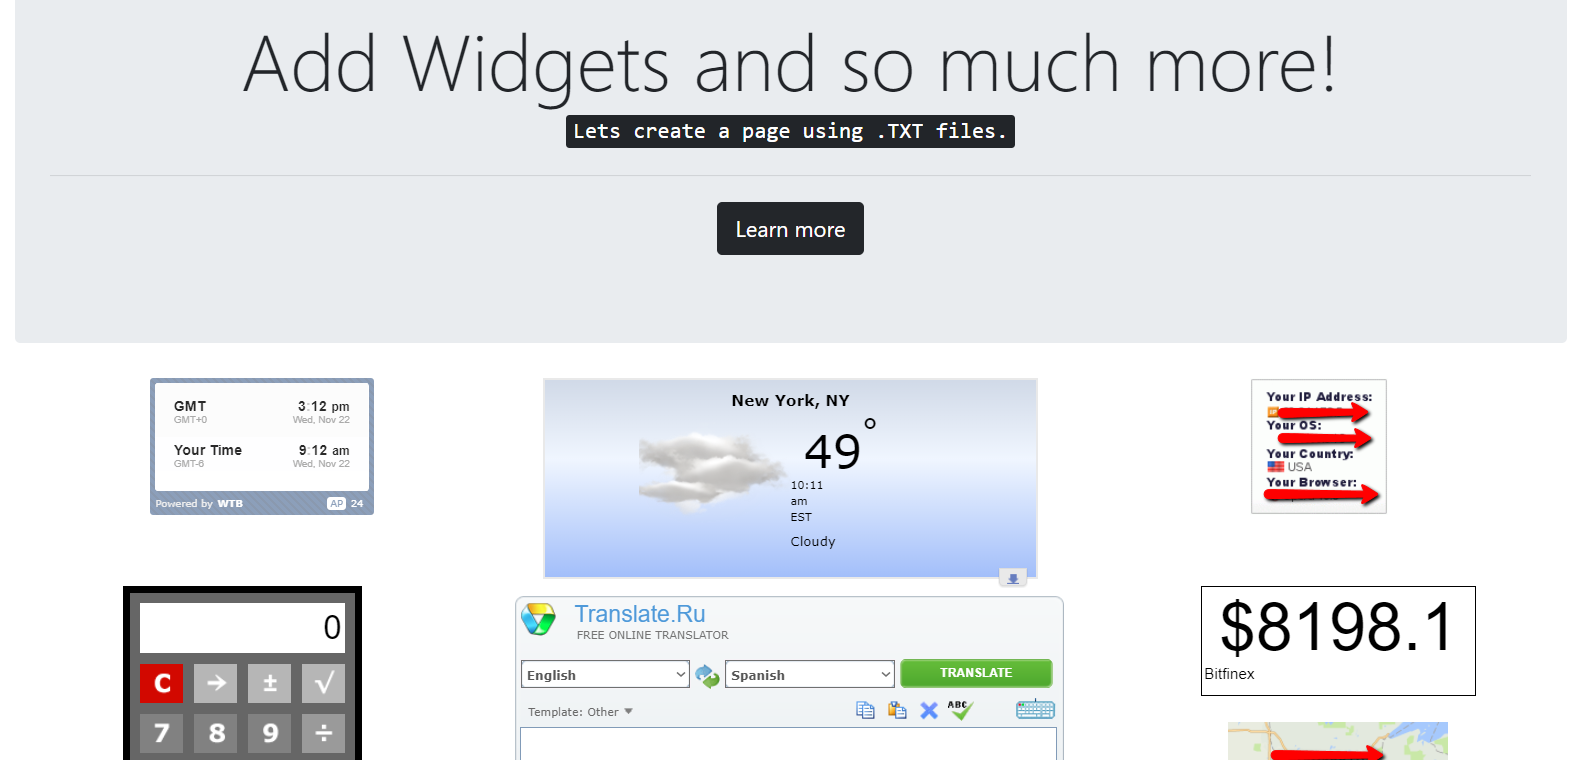 Add Widgets and so much more!
Lets create a page using .TXT files.
Learn more
GMT 3:12 pm
GMT+0 Wed, Nov 22
Your Time 9:12 am
GMT-6 Wed, Nov 22
Powered by WTB AP 24
New York, NY
49°
10:11
am
EST
Cloudy
Your IP Address:
IP
Your OS:
Your Country:
USA
Your Browser:
0
C → ± √
7 8 9 ÷
Translate.Ru
FREE ONLINE TRANSLATOR
English Spanish TRANSLATE
Template: Other
ABC
$8198.1
Bitfinex